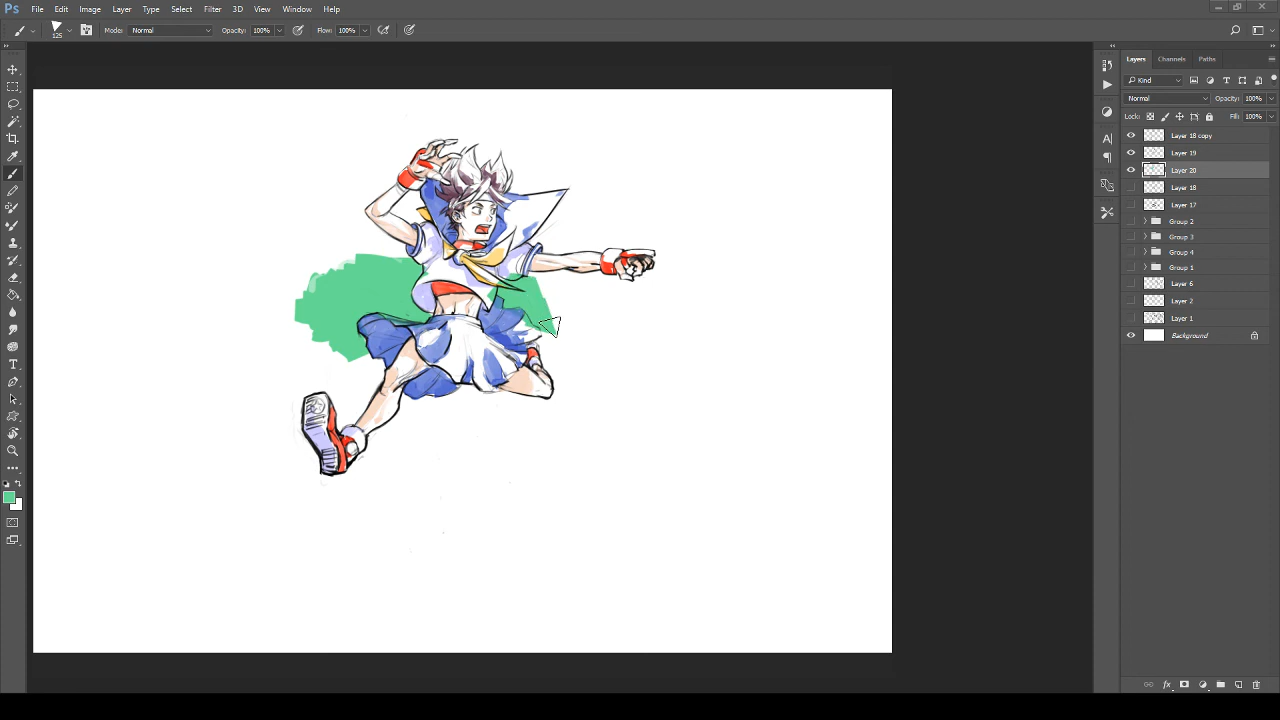 Ps File Edit Image Layer Type Select Filter 3D View Window Help
125 Mode: Normal Opacity: 100% Flow: 100%
Layers Channels Paths
Kind
Normal Opacity: 100%
Lock: Fill: 100%
Layer 18 copy
Layer 19
Layer 20
Layer 18
Layer 17
Group 2
Group 3
Group 4
Group 1
Layer 6
Layer 2
Layer 1
Background